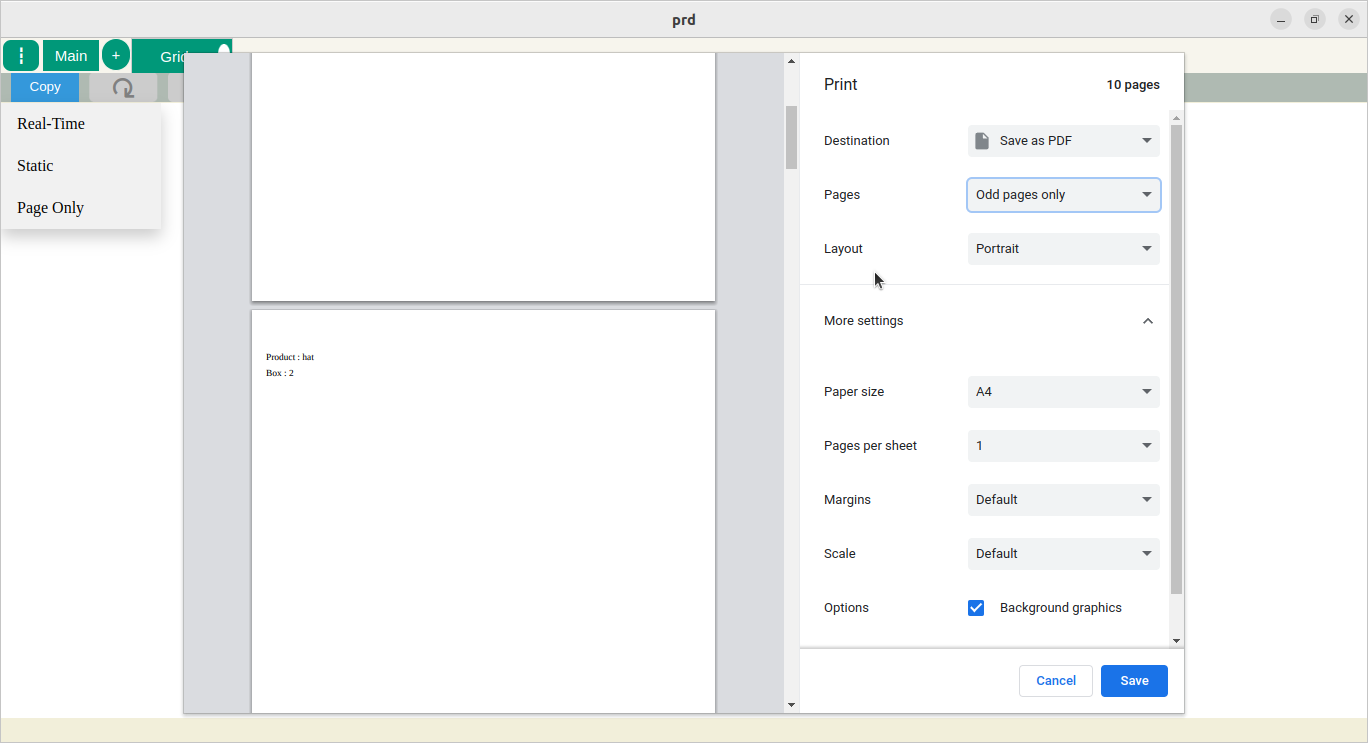 prd
Main
+
Grid
Copy
Real-Time
Static
Page Only
Product : hat
Box : 2
Print
10 pages
Destination
Save as PDF
Pages
Odd pages only
Layout
Portrait
More settings
Paper size
A4
Pages per sheet
1
Margins
Default
Scale
Default
Options
Background graphics
Cancel
Save